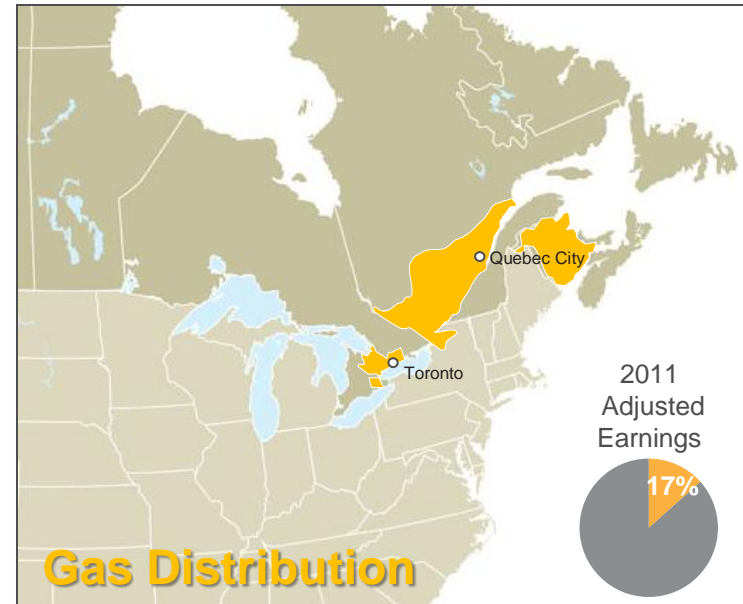 Quebec City
Toronto
2011
Adjusted
Earnings
17%
Gas Distribution